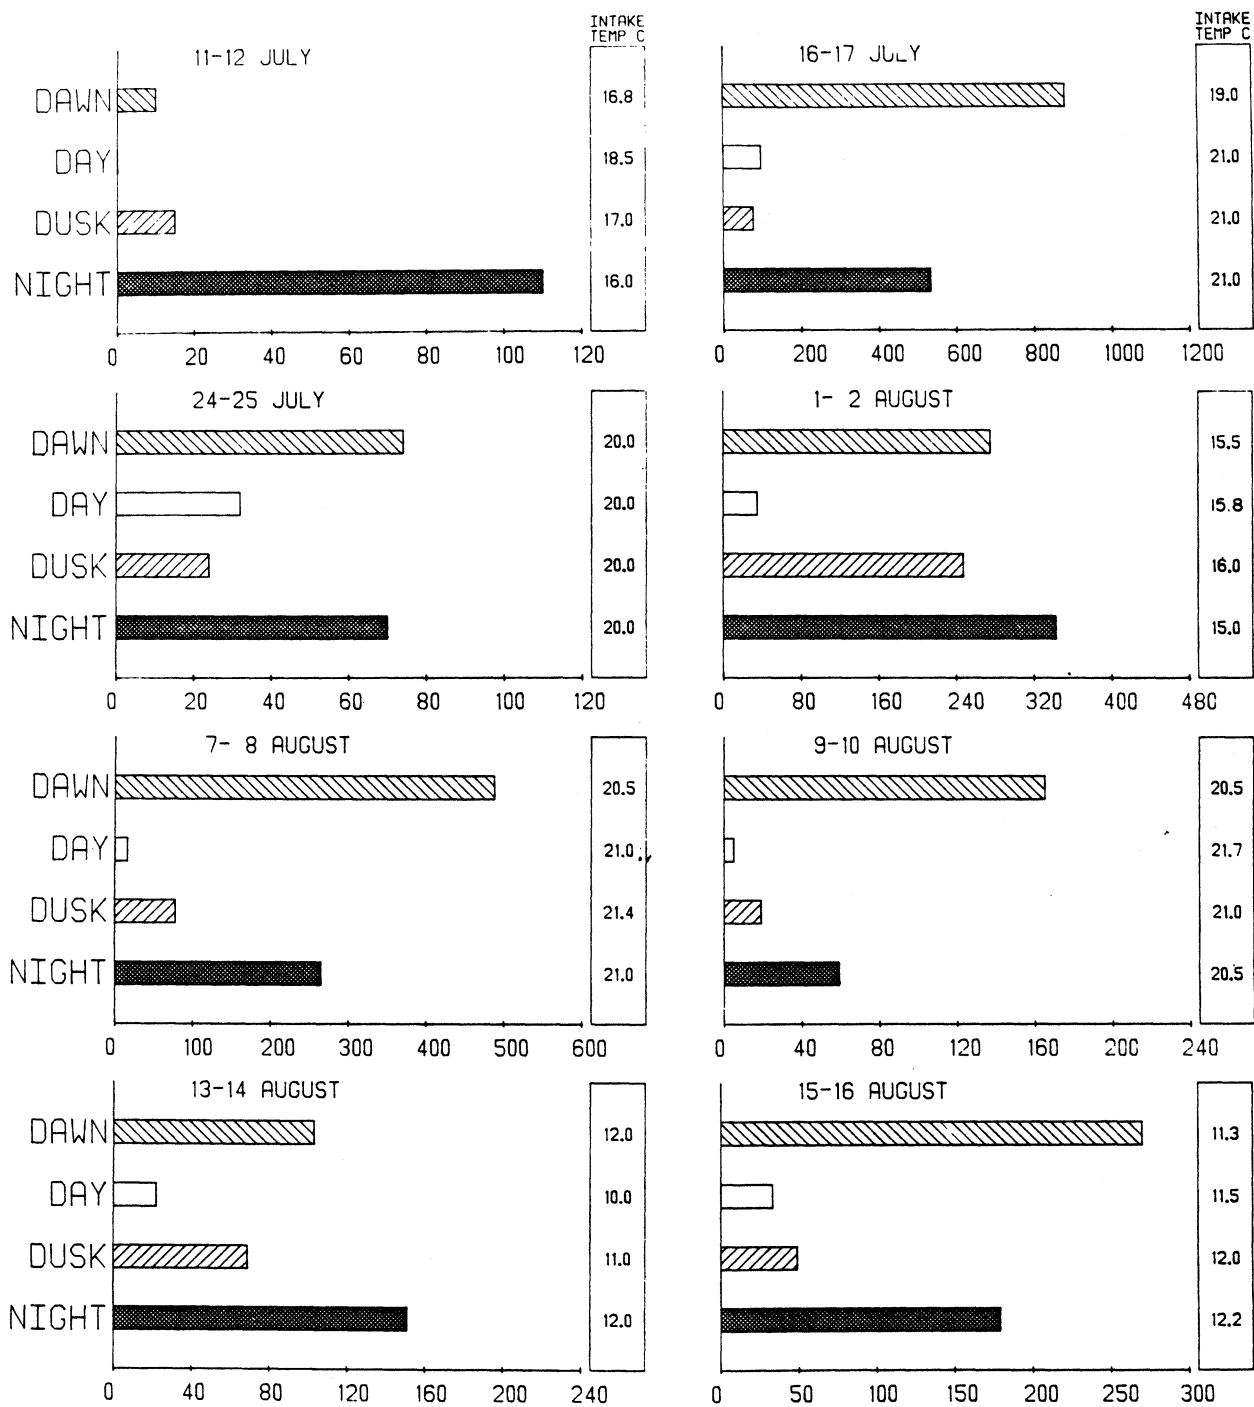 INTAKE
TEMP C
11-12 JULY
DAWN 16.8
DAY 18.5
DUSK 17.0
NIGHT 16.0
0 20 40 60 80 100 120
INTAKE
TEMP C
16-17 JULY
19.0
21.0
21.0
21.0
0 200 400 600 800 1000 1200
24-25 JULY
DAWN 20.0
DAY 20.0
DUSK 20.0
NIGHT 20.0
0 20 40 60 80 100 120
1- 2 AUGUST
15.5
15.8
16.0
15.0
0 80 160 240 320 400 480
7- 8 AUGUST
DAWN 20.5
DAY 21.0
DUSK 21.4
NIGHT 21.0
0 100 200 300 400 500 600
9-10 AUGUST
20.5
21.7
21.0
20.5
0 40 80 120 160 200 240
13-14 AUGUST
DAWN 12.0
DAY 10.0
DUSK 11.0
NIGHT 12.0
0 40 80 120 160 200 240
15-16 AUGUST
11.3
11.5
12.0
12.2
0 50 100 150 200 250 300